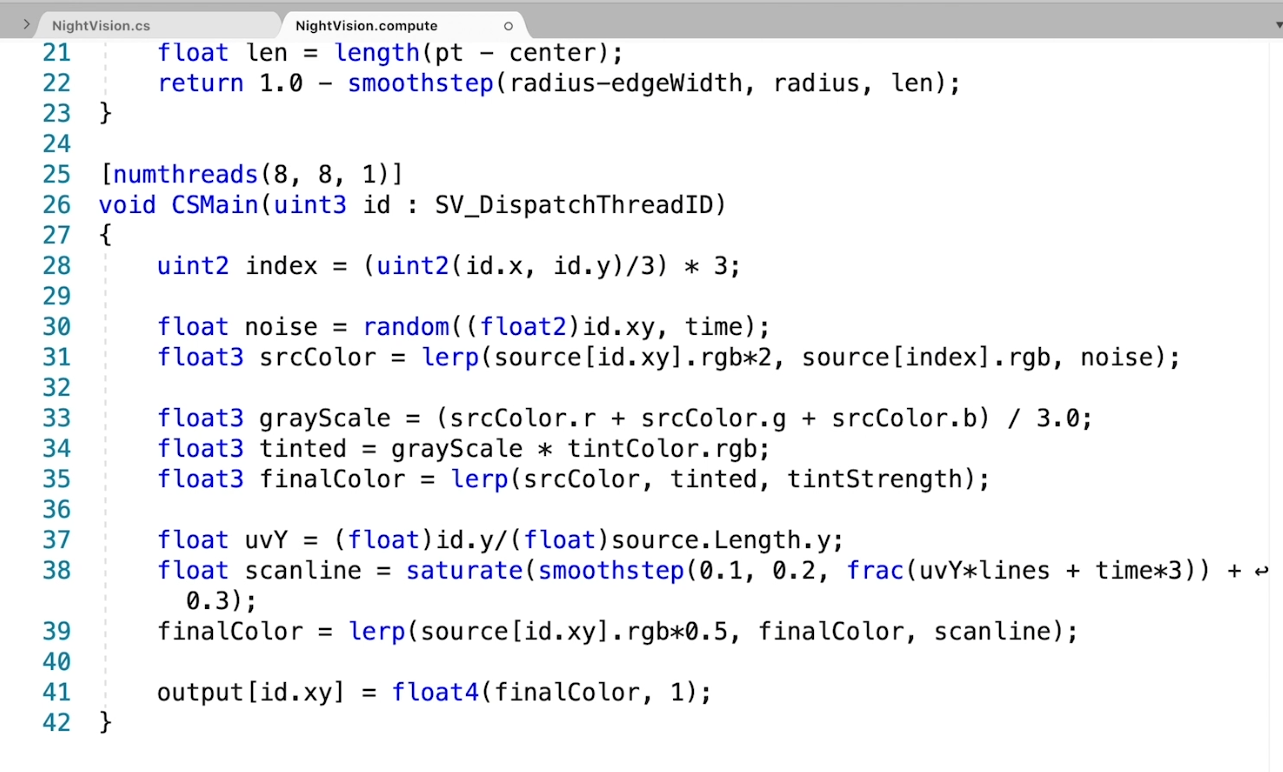 NightVision.cs
NightVision.compute
21 float len = length(pt - center);
22 return 1.0 - smoothstep(radius-edgeWidth, radius, len);
23 }
24
25 [numthreads(8, 8, 1)]
26 void CSMain(uint3 id : SV_DispatchThreadID)
27 {
28 uint2 index = (uint2(id.x, id.y)/3) * 3;
29
30 float noise = random((float2)id.xy, time);
31 float3 srcColor = lerp(source[id.xy].rgb*2, source[index].rgb, noise);
32
33 float3 grayScale = (srcColor.r + srcColor.g + srcColor.b) / 3.0;
34 float3 tinted = grayScale * tintColor.rgb;
35 float3 finalColor = lerp(srcColor, tinted, tintStrength);
36
37 float uvY = (float)id.y/(float)source.Length.y;
38 float scanline = saturate(smoothstep(0.1, 0.2, frac(uvY*lines + time*3)) + ↩
0.3);
39 finalColor = lerp(source[id.xy].rgb*0.5, finalColor, scanline);
40
41 output[id.xy] = float4(finalColor, 1);
42 }